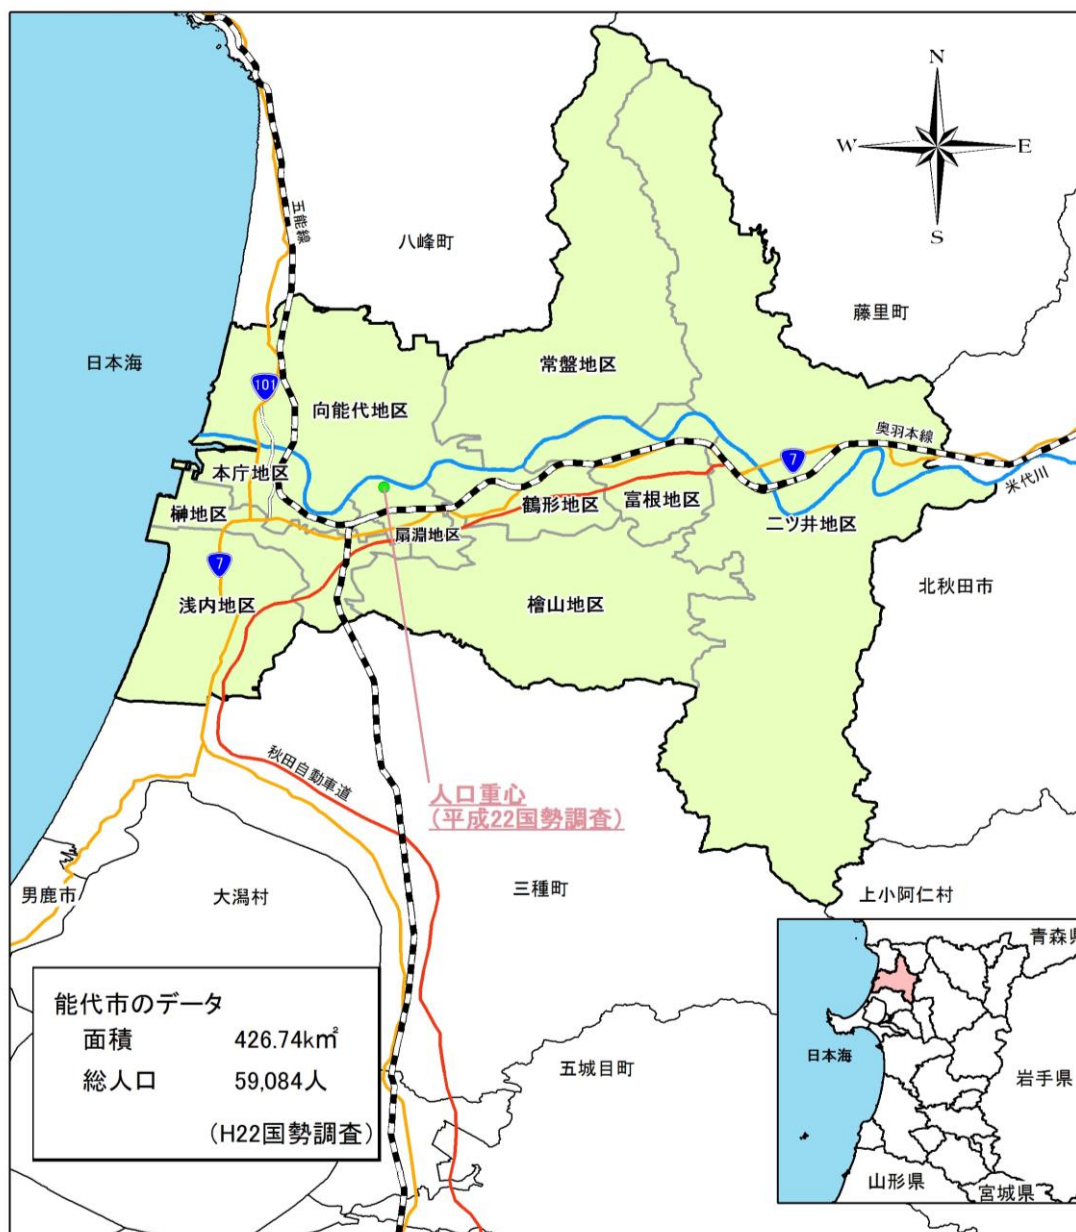 N
W
E
S
五能線
八峰町
藤里町
日本海
常盤地区
101
向能代地区
奥羽本線
7
米代川
本庁地区
榊地区
鶴形地区
富根地区
二ツ井地区
扇淵地区
7
浅内地区
檜山地区
北秋田市
秋田自動車道
人口重心
(平成22国勢調査)
男鹿市
大潟村
三種町
上小阿仁村
五城目町
能代市のデータ
面積 426.74k㎡
総人口 59,084人
(H22国勢調査)
青森県
日本海
岩手県
山形県
宮城県